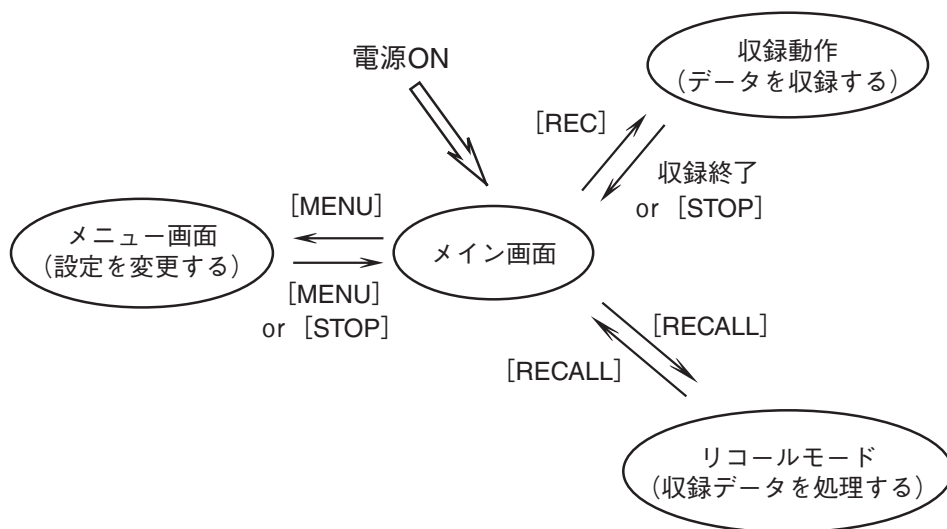 電源ON
収録動作
（データを収録する）
［REC］
収録終了
or ［STOP］
［MENU］
メニュー画面
（設定を変更する）
メイン画面
［MENU］
or ［STOP］
［RECALL］
［RECALL］
リコールモード
（収録データを処理する）